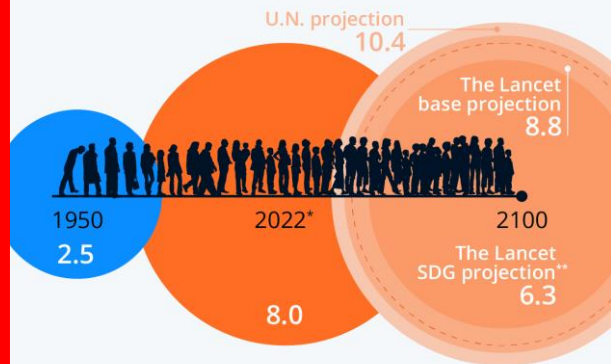 U.N. projection
10.4
The Lancet
base projection
8.8
1950
2022*
2100
2.5
The Lancet
SDG projection**
6.3
8.0